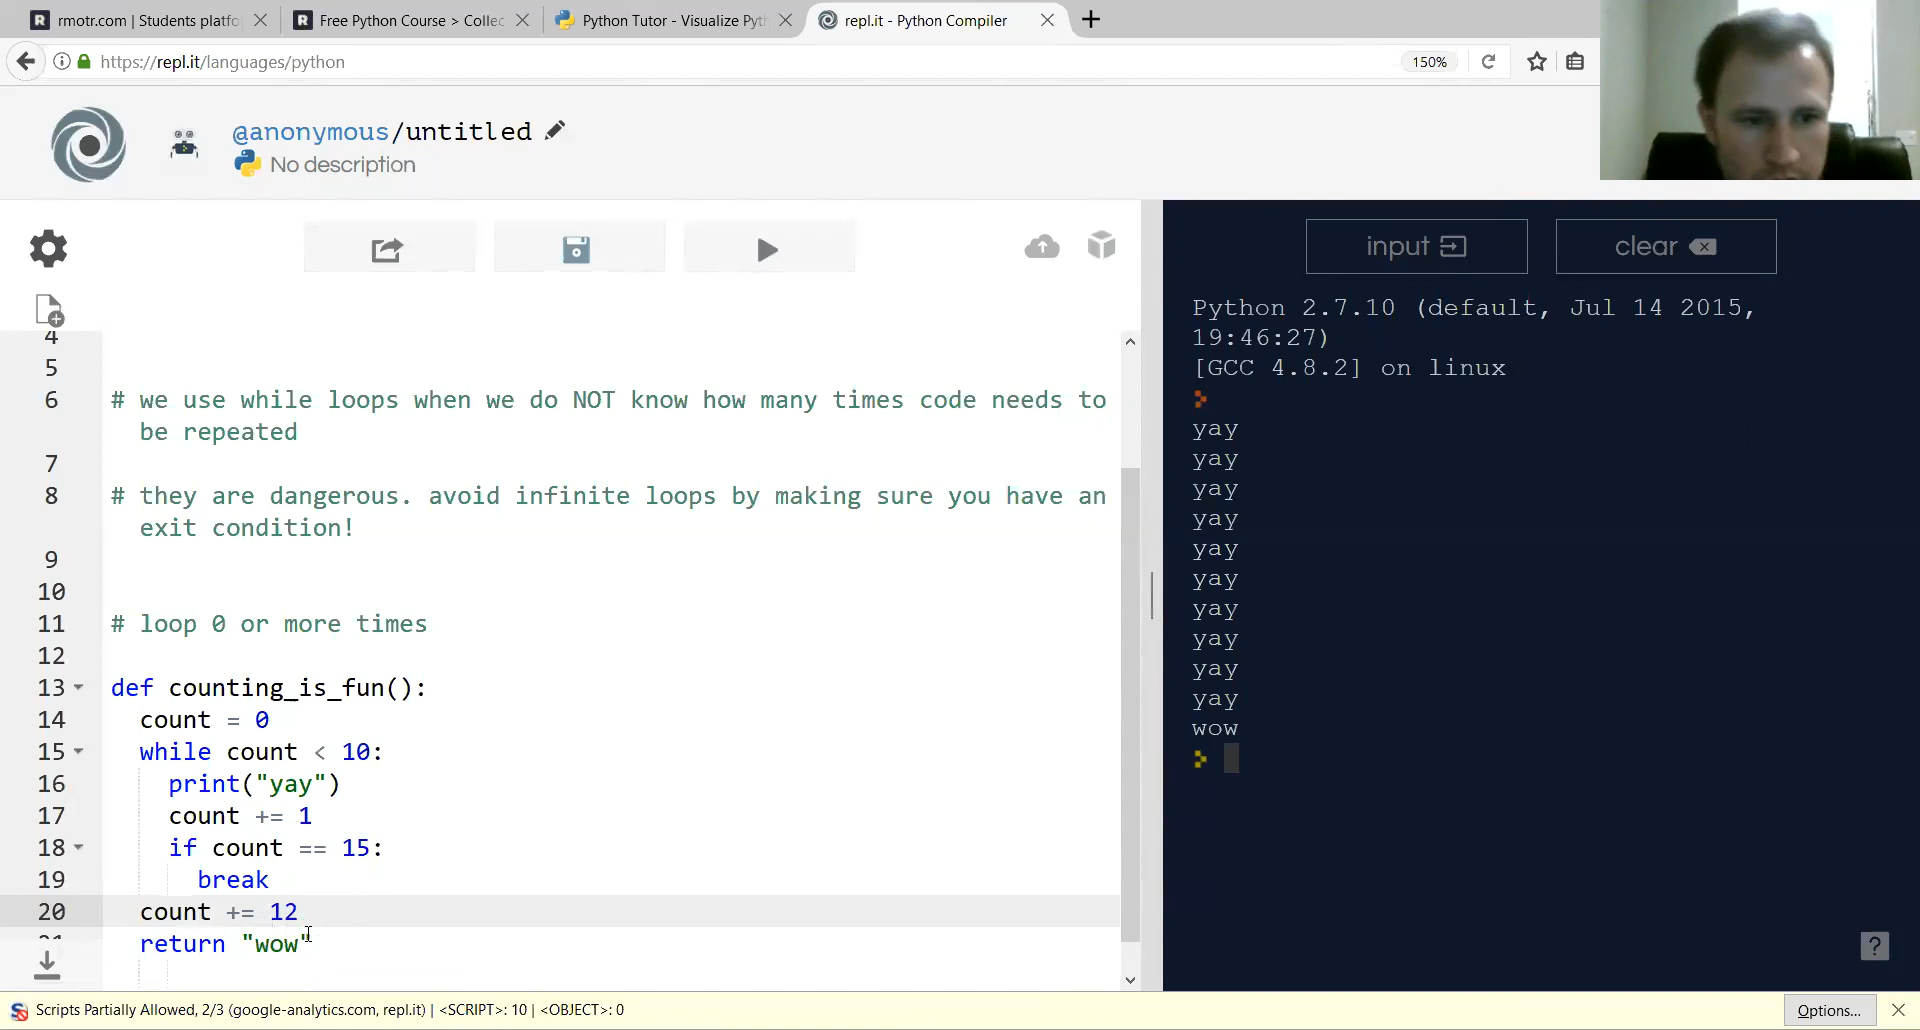 rmotr.com | Students platfo
Free Python Course > Collec
Python Tutor - Visualize Pyth
repl.it - Python Compiler
https://repl.it/languages/python
150%
@anonymous/untitled
No description
input
clear
4
5
6 # we use while loops when we do NOT know how many times code needs to
be repeated
7
8 # they are dangerous. avoid infinite loops by making sure you have an
exit condition!
9
10
11 # loop 0 or more times
12
13 def counting_is_fun():
14 count = 0
15 while count < 10:
16 print("yay")
17 count += 1
18 if count == 15:
19 break
20 count += 12
return "wow"
Python 2.7.10 (default, Jul 14 2015,
19:46:27)
[GCC 4.8.2] on linux
yay
yay
yay
yay
yay
yay
yay
yay
yay
yay
wow
?
Scripts Partially Allowed, 2/3 (google-analytics.com, repl.it) | <SCRIPT>: 10 | <OBJECT>: 0
Options...